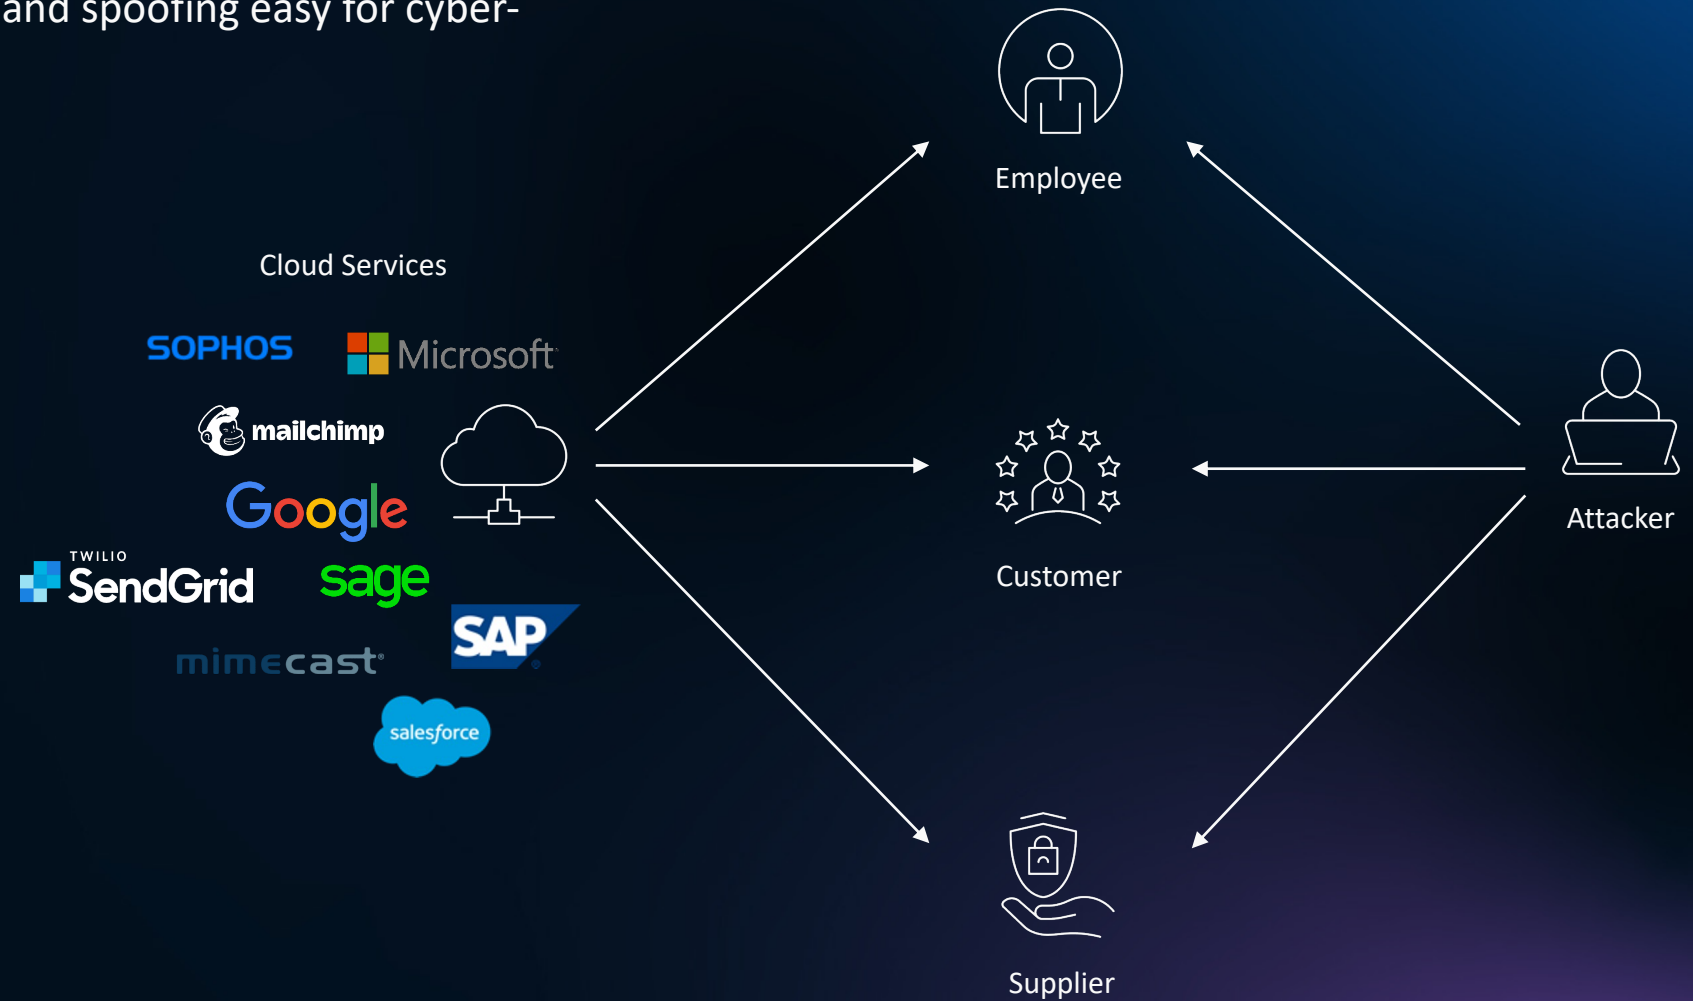 and spoofing easy for cyber-
Employee
Cloud Services
SOPHOS
Microsoft
mailchimp
Google
TWILIO
SendGrid
sage
SAP®
mimecast®
salesforce
Customer
Attacker
Supplier